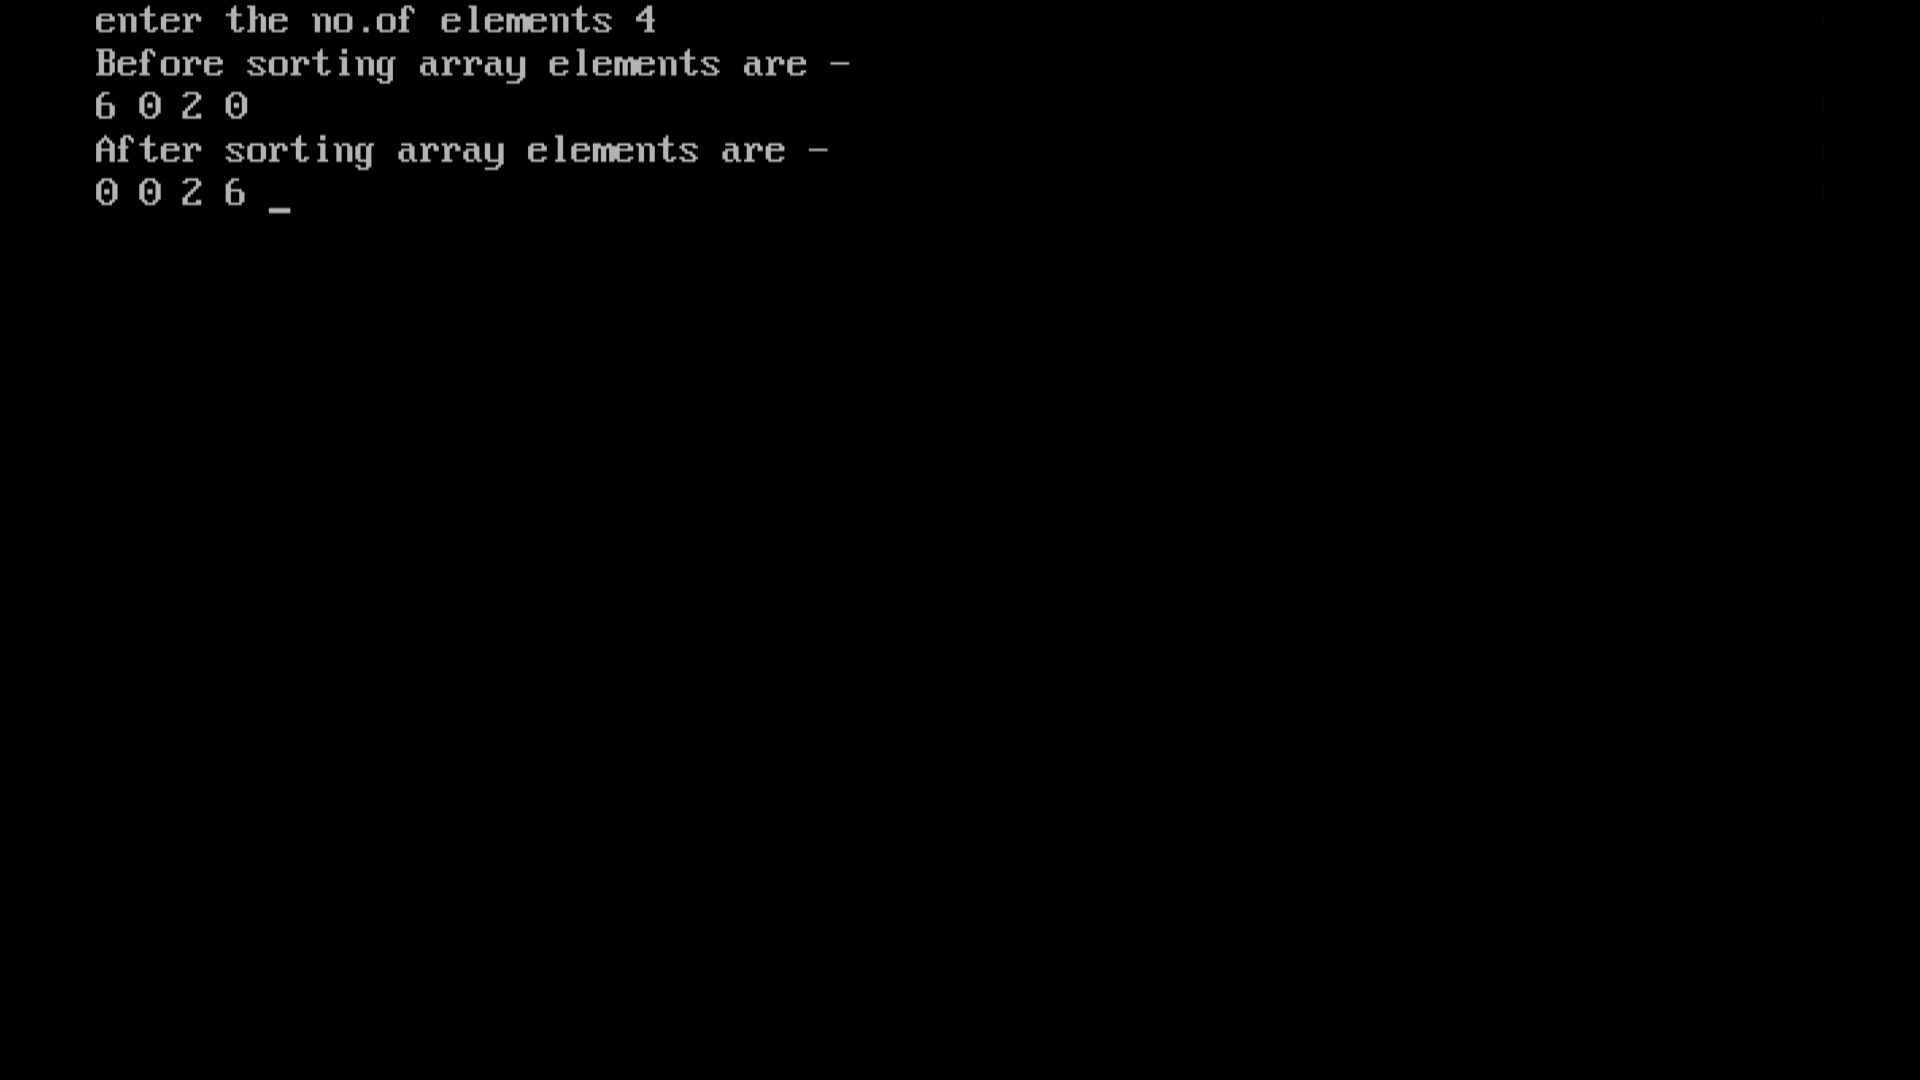 enter the no.of elements 4
Before sorting array elements are -
6 0 2 0
After sorting array elements are -
0 0 2 6 _